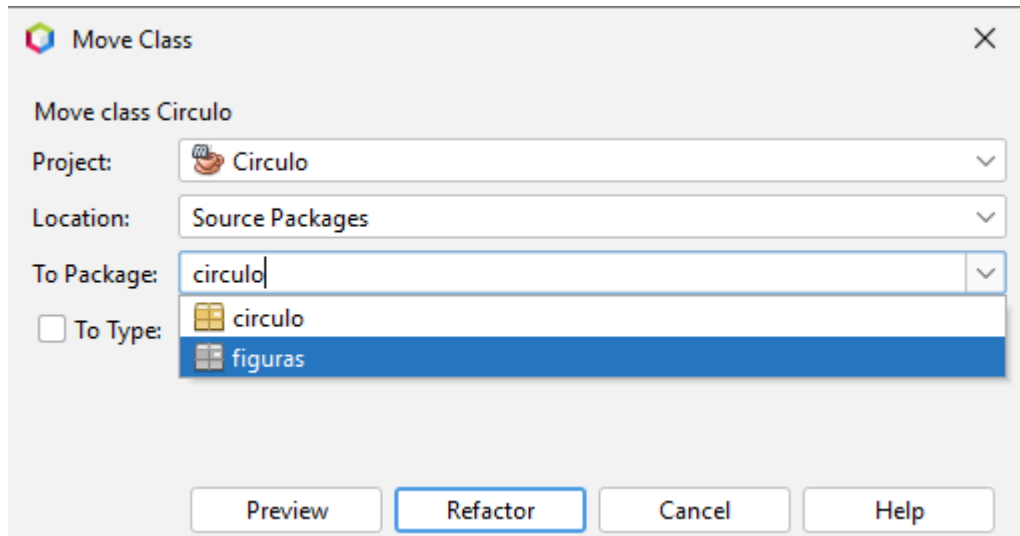 Move Class
Move class Circulo
Project: Circulo
Location: Source Packages
To Package: circulo
circulo
To Type:
figuras
Preview Refactor Cancel Help